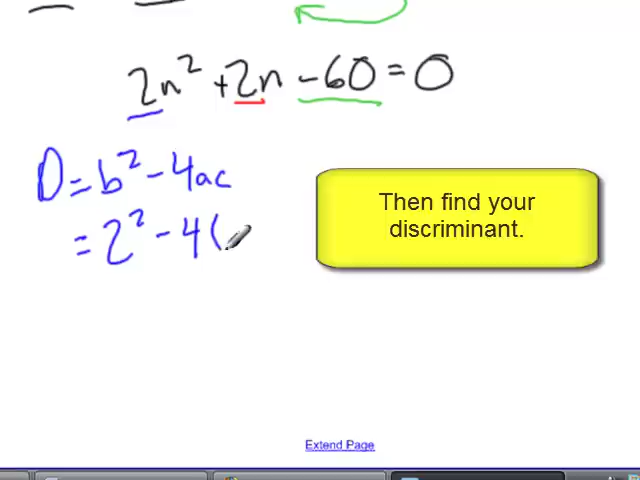 2n² + 2n - 60 = 0
D = b² - 4ac
= 2² - 4(
Then find your
discriminant.
Extend Page